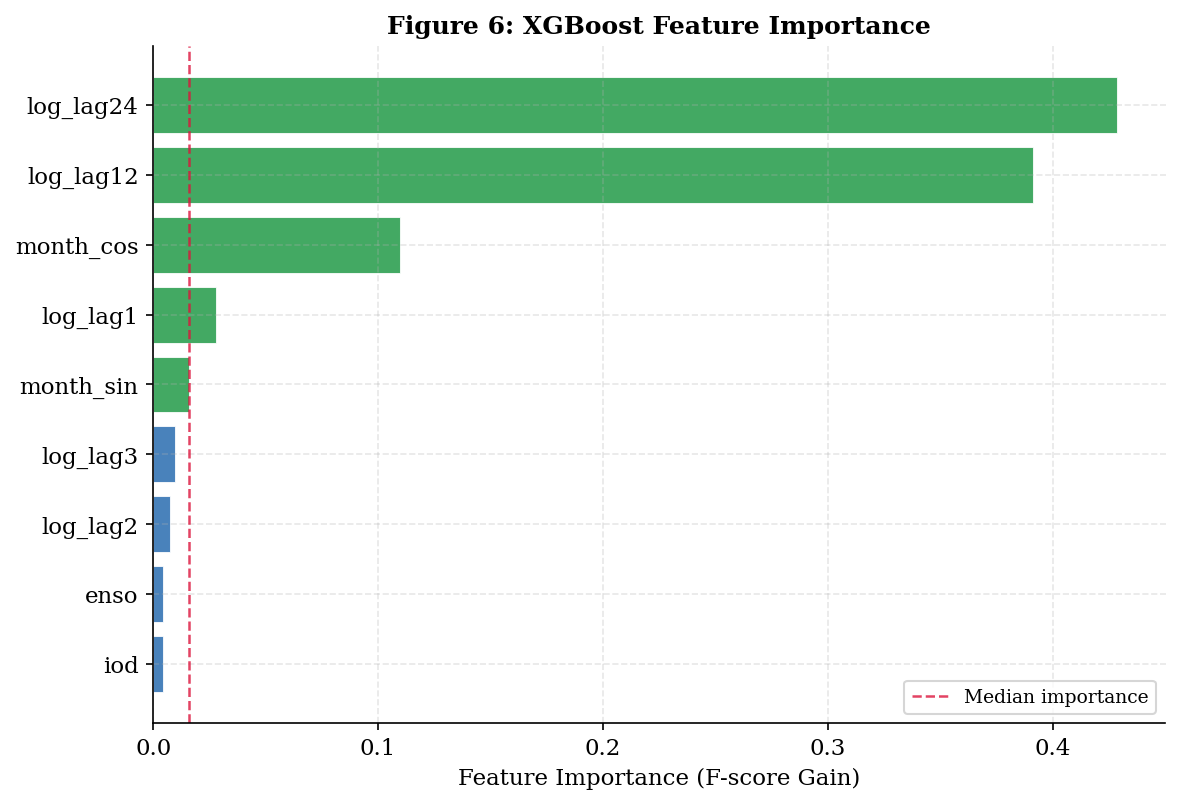 Figure 6: XGBoost Feature Importance
log_lag24
log_lag12
month_cos
log_lag1
month_sin
log_lag3
log_lag2
enso
iod
Median importance
0.0 0.1 0.2 0.3 0.4
Feature Importance (F-score Gain)